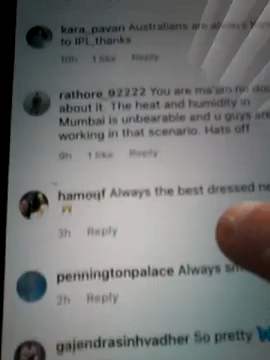 kara_pavan Australians are always
to IPL,thanks
10h 1 like Reply
rathore_92222 You are ma'am no
about it. The heat and humidity in
Mumbai is unbearable and u guys are
working in that scenario. Hats off
9h 1 like Reply
hamoqf Always the best dressed
3h Reply
penningtonpalace Always
2h Reply
gajendrasinhvadher So pretty